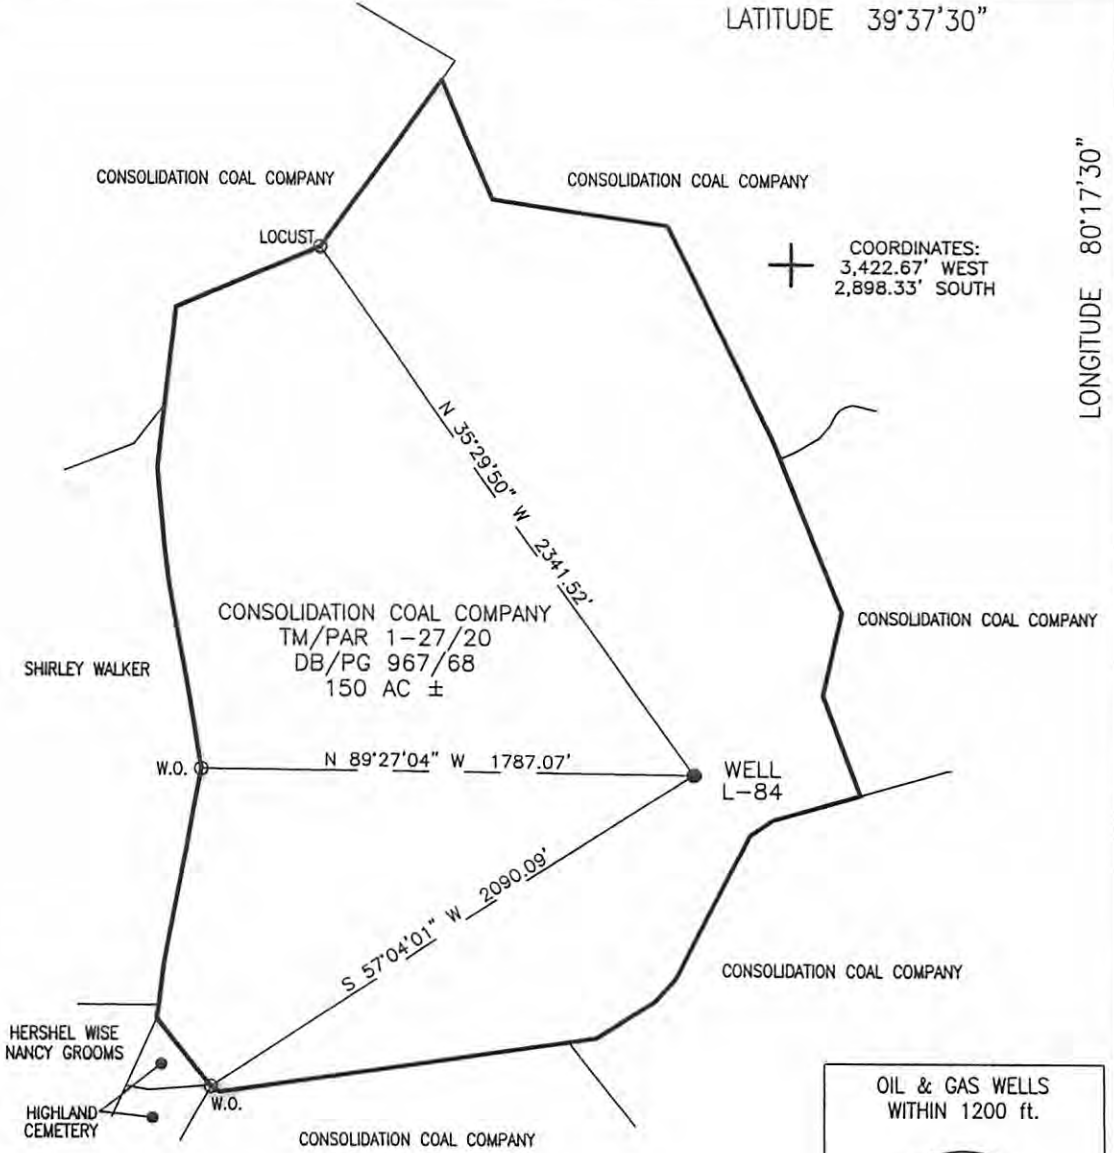 LATITUDE 39°37'30"
LONGITUDE 80°17'30"
CONSOLIDATION COAL COMPANY
CONSOLIDATION COAL COMPANY
LOCUST
COORDINATES:
3,422.67' WEST
2,898.33' SOUTH
N 35°29'50" W 2341.52'
CONSOLIDATION COAL COMPANY
TM/PAR 1-27/20
DB/PG 967/68
150 AC ±
CONSOLIDATION COAL COMPANY
SHIRLEY WALKER
W.O.
N 89°27'04" W 1787.07'
WELL
L-84
S 57°04'01" W 2090.09'
CONSOLIDATION COAL COMPANY
HERSHEL WISE
NANCY GROOMS
HIGHLAND
CEMETERY
W.O.
CONSOLIDATION COAL COMPANY
OIL & GAS WELLS
WITHIN 1200 ft.